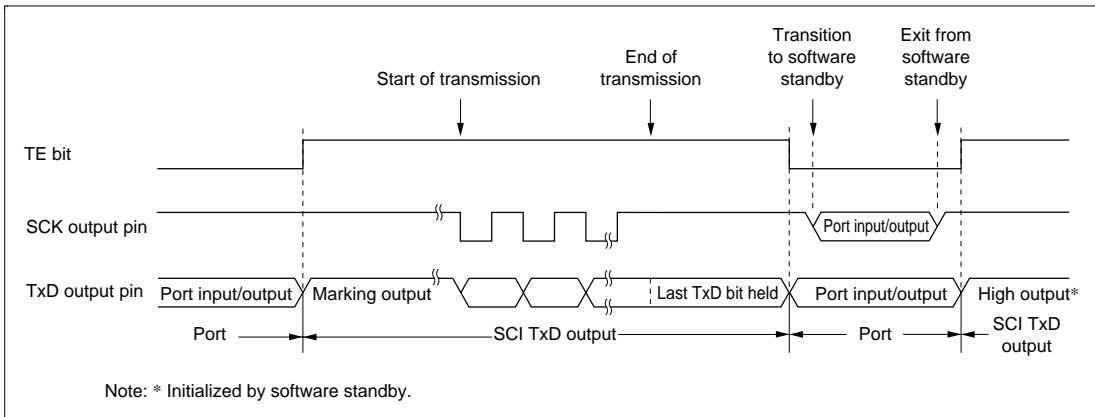 Transition
to software
standby
Exit from
software
standby
Start of transmission
End of
transmission
TE bit
SCK output pin
Port input/output
TxD output pin
Port input/output
Marking output
Last TxD bit held
Port input/output
High output*
Port
SCI TxD output
Port
SCI TxD
output
Note: * Initialized by software standby.